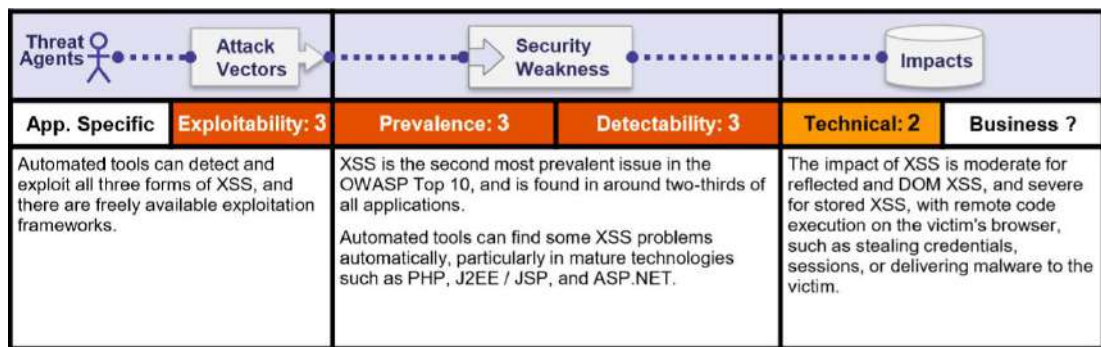 Threat
Agents
Attack
Vectors
Security
Weakness
Impacts
App. Specific
Exploitability: 3
Prevalence: 3
Detectability: 3
Technical: 2
Business ?
Automated tools can detect and
exploit all three forms of XSS, and
there are freely available exploitation
frameworks.
XSS is the second most prevalent issue in the
OWASP Top 10, and is found in around two-thirds of
all applications.
Automated tools can find some XSS problems
automatically, particularly in mature technologies
such as PHP, J2EE / JSP, and ASP.NET.
The impact of XSS is moderate for
reflected and DOM XSS, and severe
for stored XSS, with remote code
execution on the victim's browser,
such as stealing credentials,
sessions, or delivering malware to the
victim.